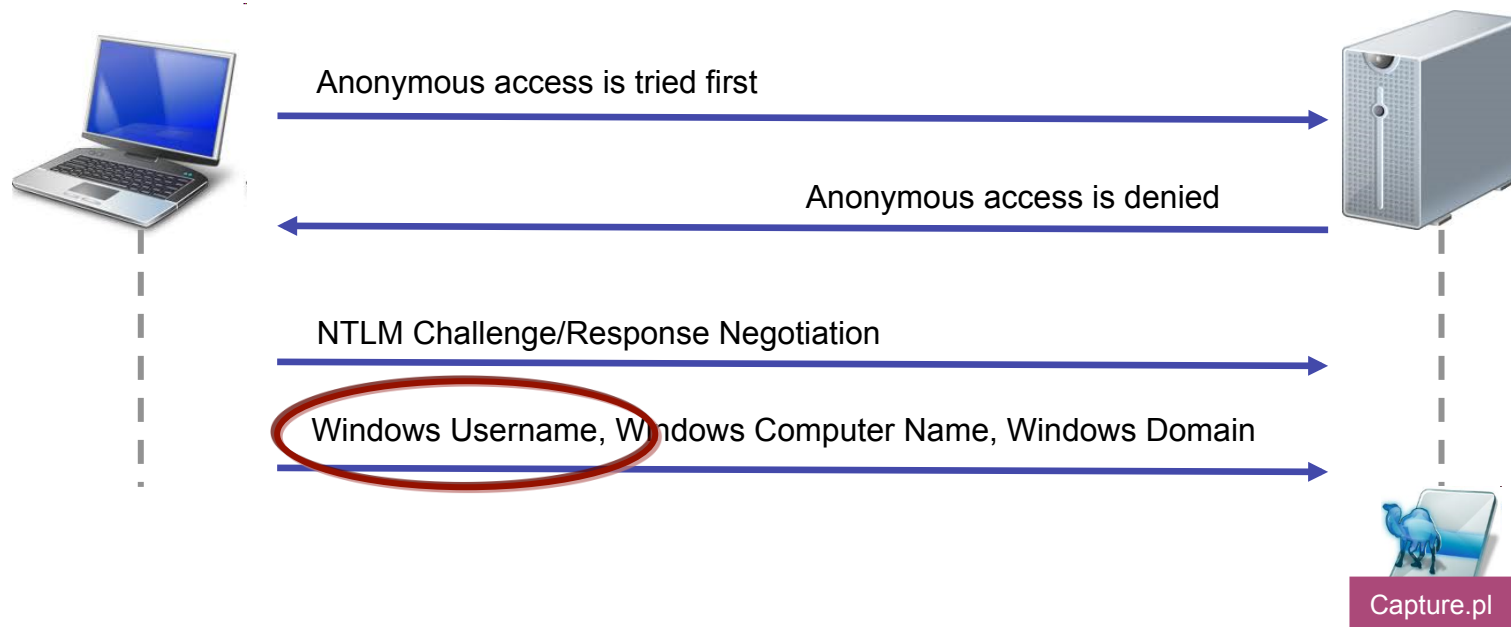 Anonymous access is tried first
Anonymous access is denied
NTLM Challenge/Response Negotiation
Windows Username, Windows Computer Name, Windows Domain
Capture.pl